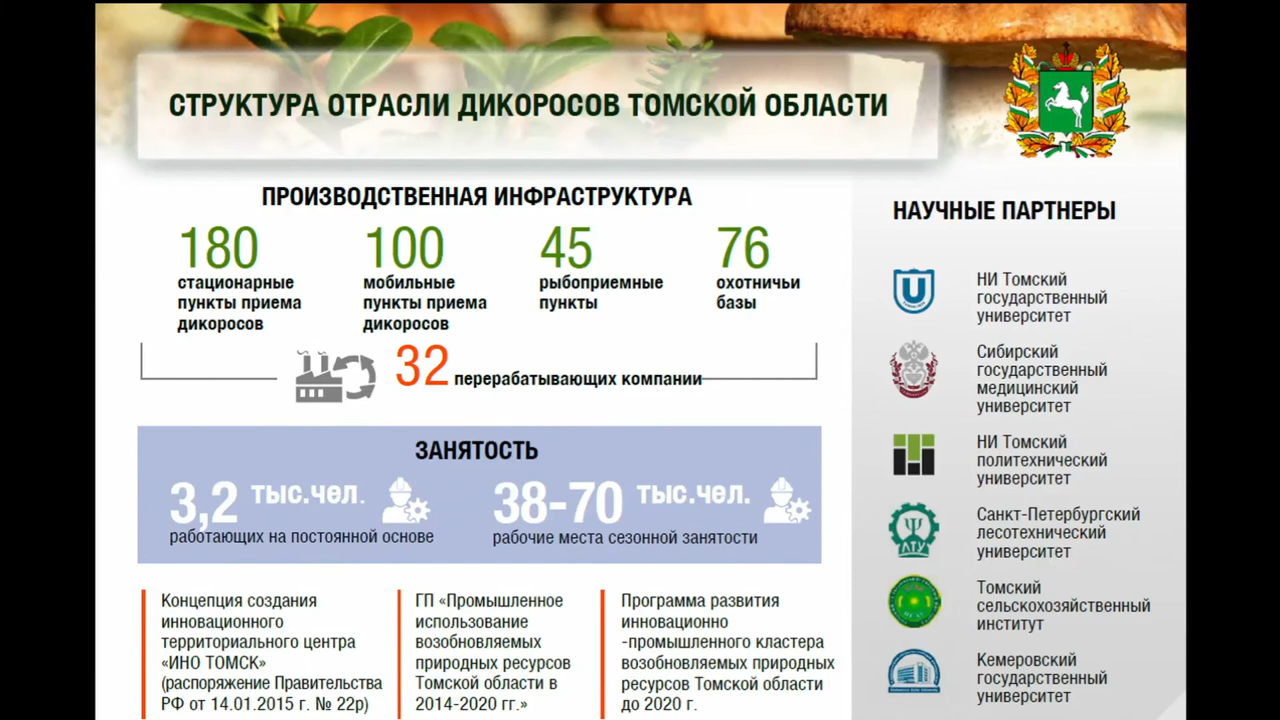 СТРУКТУРА ОТРАСЛИ ДИКОРОСОВ ТОМСКОЙ ОБЛАСТИ
ПРОИЗВОДСТВЕННАЯ ИНФРАСТРУКТУРА
180
стационарные
пункты приема
дикоросов
100
мобильные
пункты приема
дикоросов
45
рыбоприемные
пункты
76
охотничьи
базы
32 перерабатывающих компании
ЗАНЯТОСТЬ
3,2 тыс.чел.
работающих на постоянной основе
38-70 тыс.чел.
рабочие места сезонной занятости
Концепция создания
инновационного
территориального центра
«ИНО ТОМСК»
(распоряжение Правительства
РФ от 14.01.2015 г. № 22р)
ГП «Промышленное
использование
возобновляемых
природных ресурсов
Томской области в
2014-2020 гг.»
Программа развития
инновационно
-промышленного кластера
возобновляемых природных
ресурсов Томской области
до 2020 г.
НАУЧНЫЕ ПАРТНЕРЫ
НИ Томский
государственный
университет
Сибирский
государственный
медицинский
университет
НИ Томский
политехнический
университет
ЛТУ
Санкт-Петербургский
лесотехнический
университет
Томский
сельскохозяйственный
институт
Кемеровский
государственный
университет